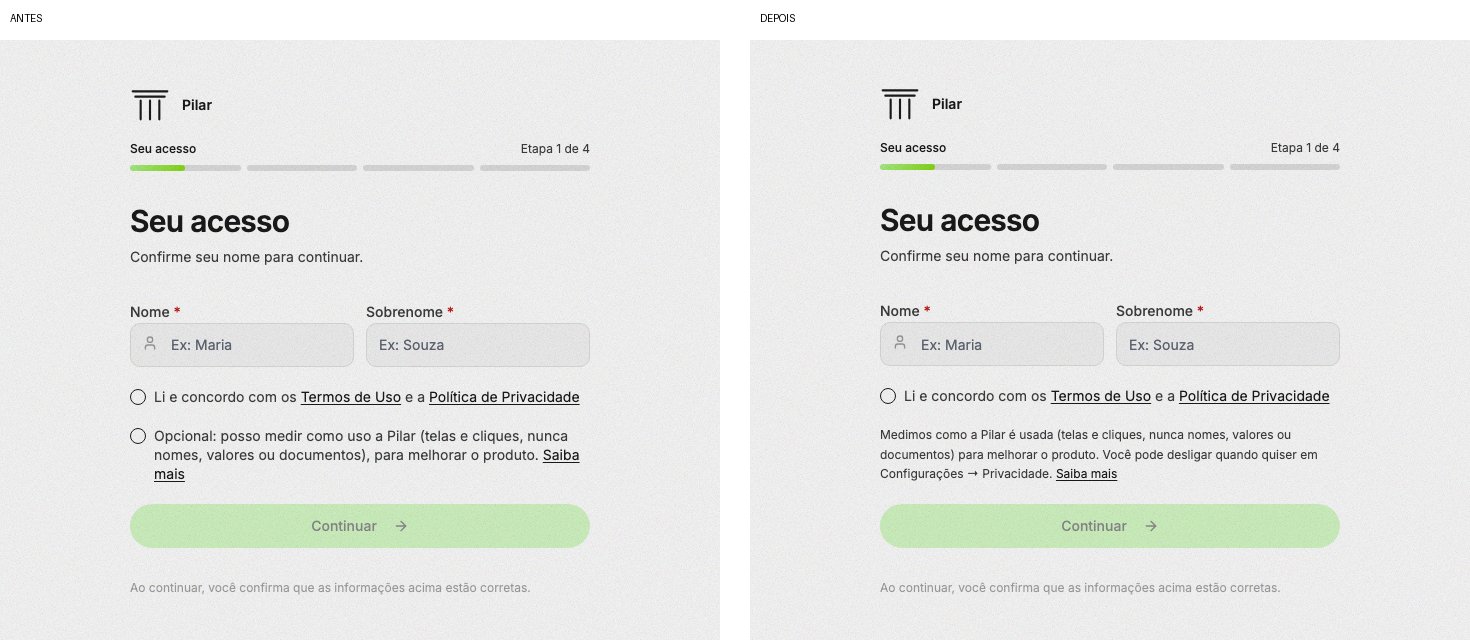 ANTES
Pilar
Seu acesso
Etapa 1 de 4
Seu acesso
Confirme seu nome para continuar.
Nome *
Sobrenome *
Ex: Maria
Ex: Souza
Li e concordo com os Termos de Uso e a Política de Privacidade
Opcional: posso medir como uso a Pilar (telas e cliques, nunca
nomes, valores ou documentos), para melhorar o produto. Saiba
mais
Continuar →
Ao continuar, você confirma que as informações acima estão corretas.
DEPOIS
Pilar
Seu acesso
Etapa 1 de 4
Seu acesso
Confirme seu nome para continuar.
Nome *
Sobrenome *
Ex: Maria
Ex: Souza
Li e concordo com os Termos de Uso e a Política de Privacidade
Medimos como a Pilar é usada (telas e cliques, nunca nomes, valores ou
documentos) para melhorar o produto. Você pode desligar quando quiser em
Configurações → Privacidade. Saiba mais
Continuar →
Ao continuar, você confirma que as informações acima estão corretas.